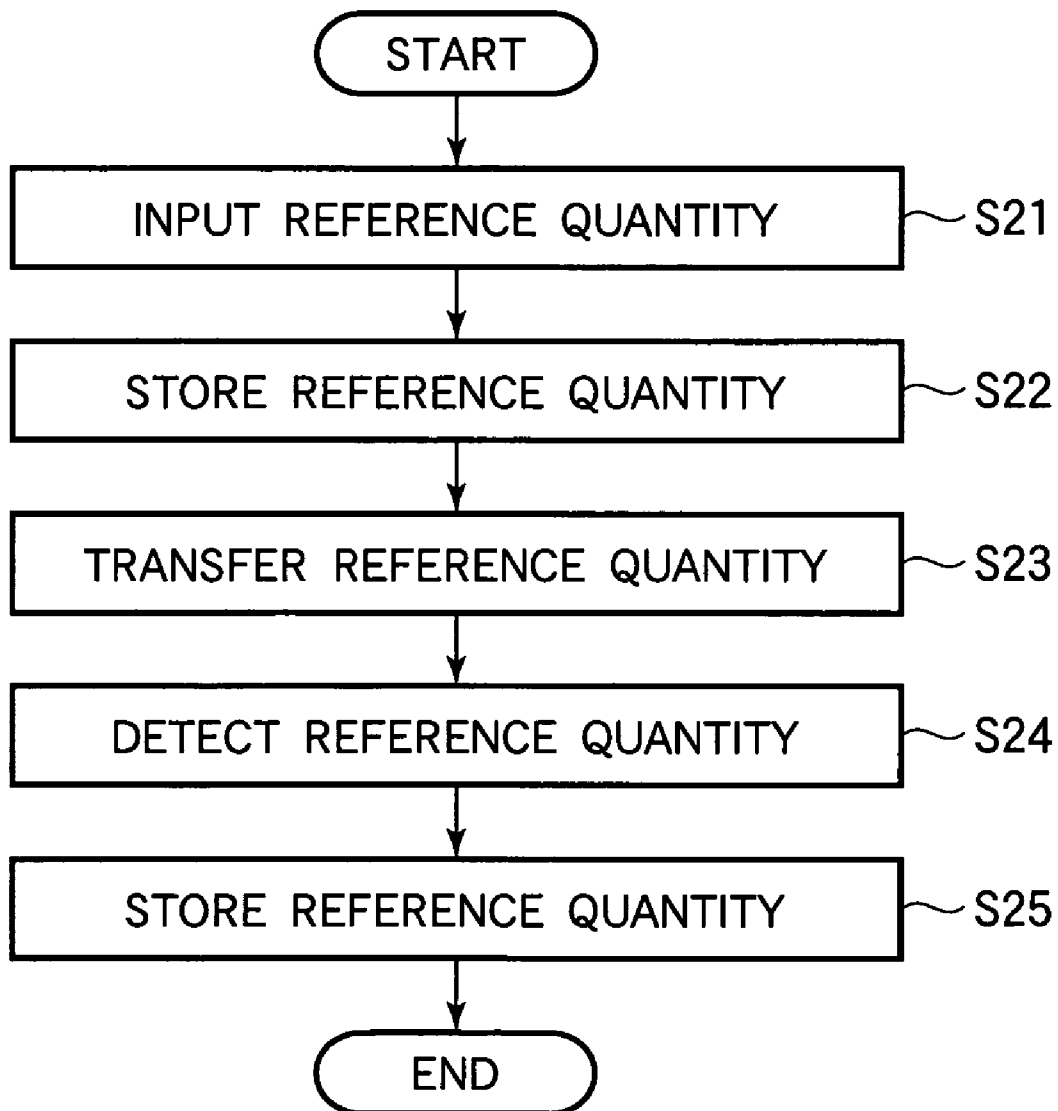 START
INPUT REFERENCE QUANTITY
S21
STORE REFERENCE QUANTITY
S22
TRANSFER REFERENCE QUANTITY
S23
DETECT REFERENCE QUANTITY
S24
STORE REFERENCE QUANTITY
S25
END